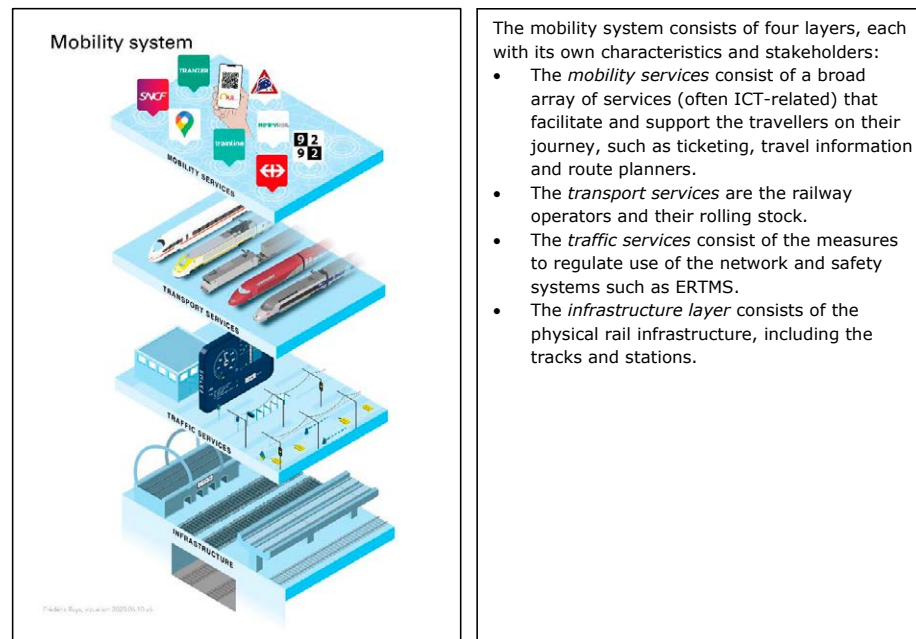 Mobility system
TRANZER
SNCF
trainline
9 2
9 2
MOBILITY SERVICES
TRANSPORT SERVICES
TRAFFIC SERVICES
INFRASTRUCTURE
The mobility system consists of four layers, each
with its own characteristics and stakeholders:
• The mobility services consist of a broad
array of services (often ICT-related) that
facilitate and support the travellers on their
journey, such as ticketing, travel information
and route planners.
• The transport services are the railway
operators and their rolling stock.
• The traffic services consist of the measures
to regulate use of the network and safety
systems such as ERTMS.
• The infrastructure layer consists of the
physical rail infrastructure, including the
tracks and stations.